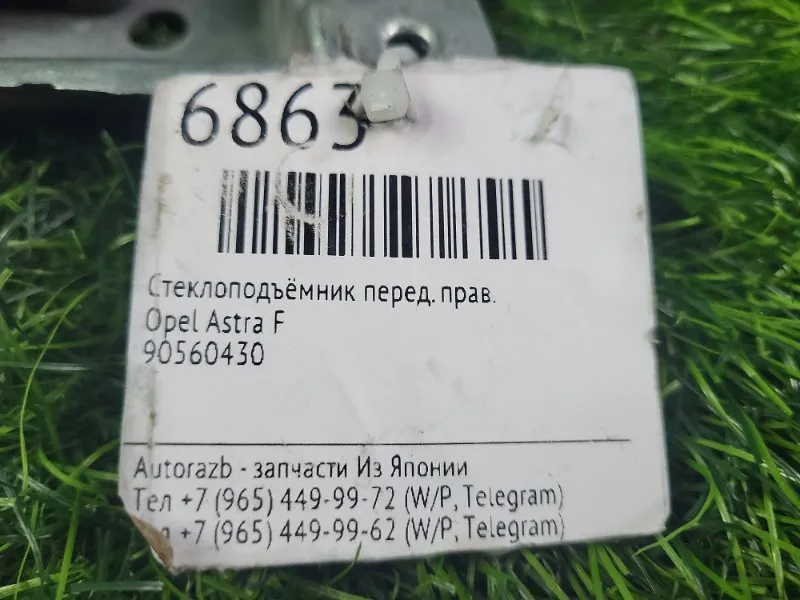 6863
Стеклоподъёмник перед. прав.
Opel Astra F
90560430
Autorazb - запчасти Из Японии
Тел +7 (965) 449-99-72 (W/P, Telegram)
+7 (965) 449-99-62 (W/P, Telegram)